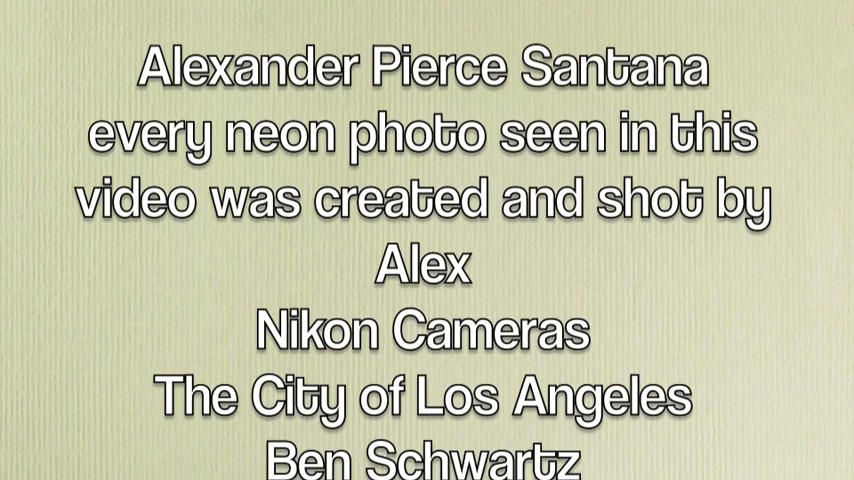 Alexander Pierce Santana
every neon photo seen in this
video was created and shot by
Alex
Nikon Cameras
The City of Los Angeles
Ben Schwartz